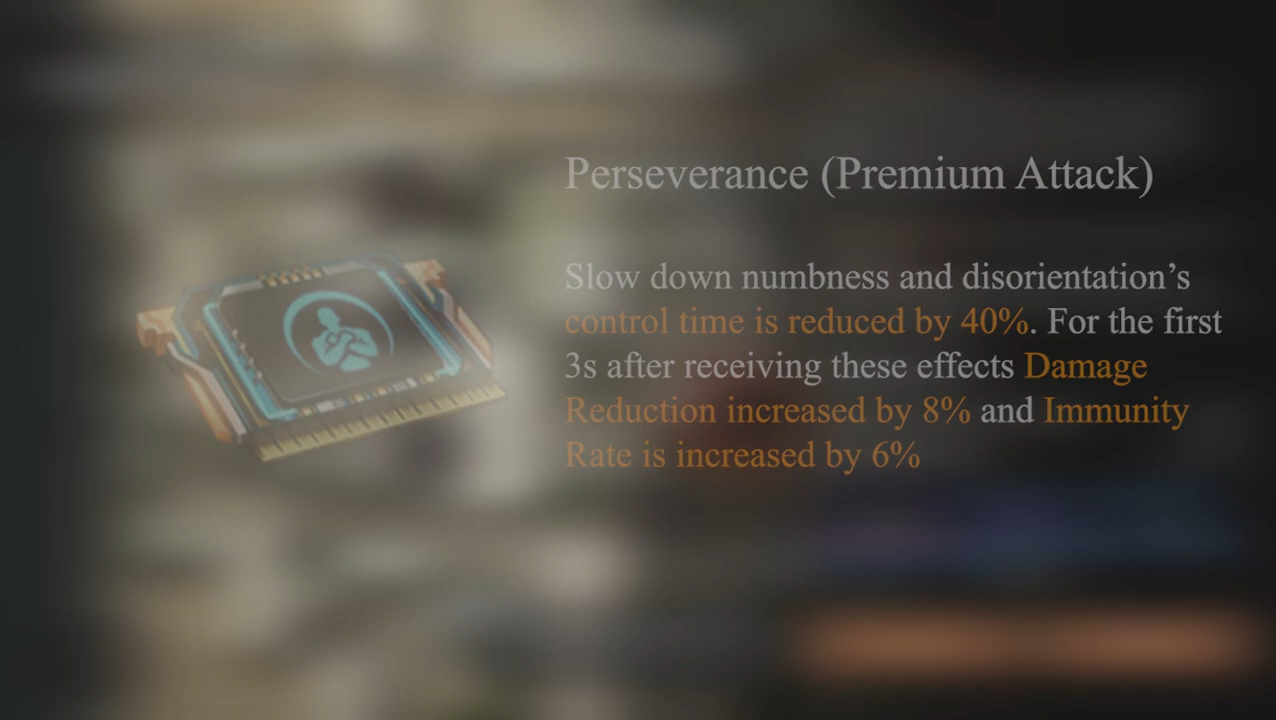 Perseverance (Premium Attack)
Slow down numbness and disorientation’s
control time is reduced by 40%. For the first
3s after receiving these effects Damage
Reduction increased by 8% and Immunity
Rate is increased by 6%